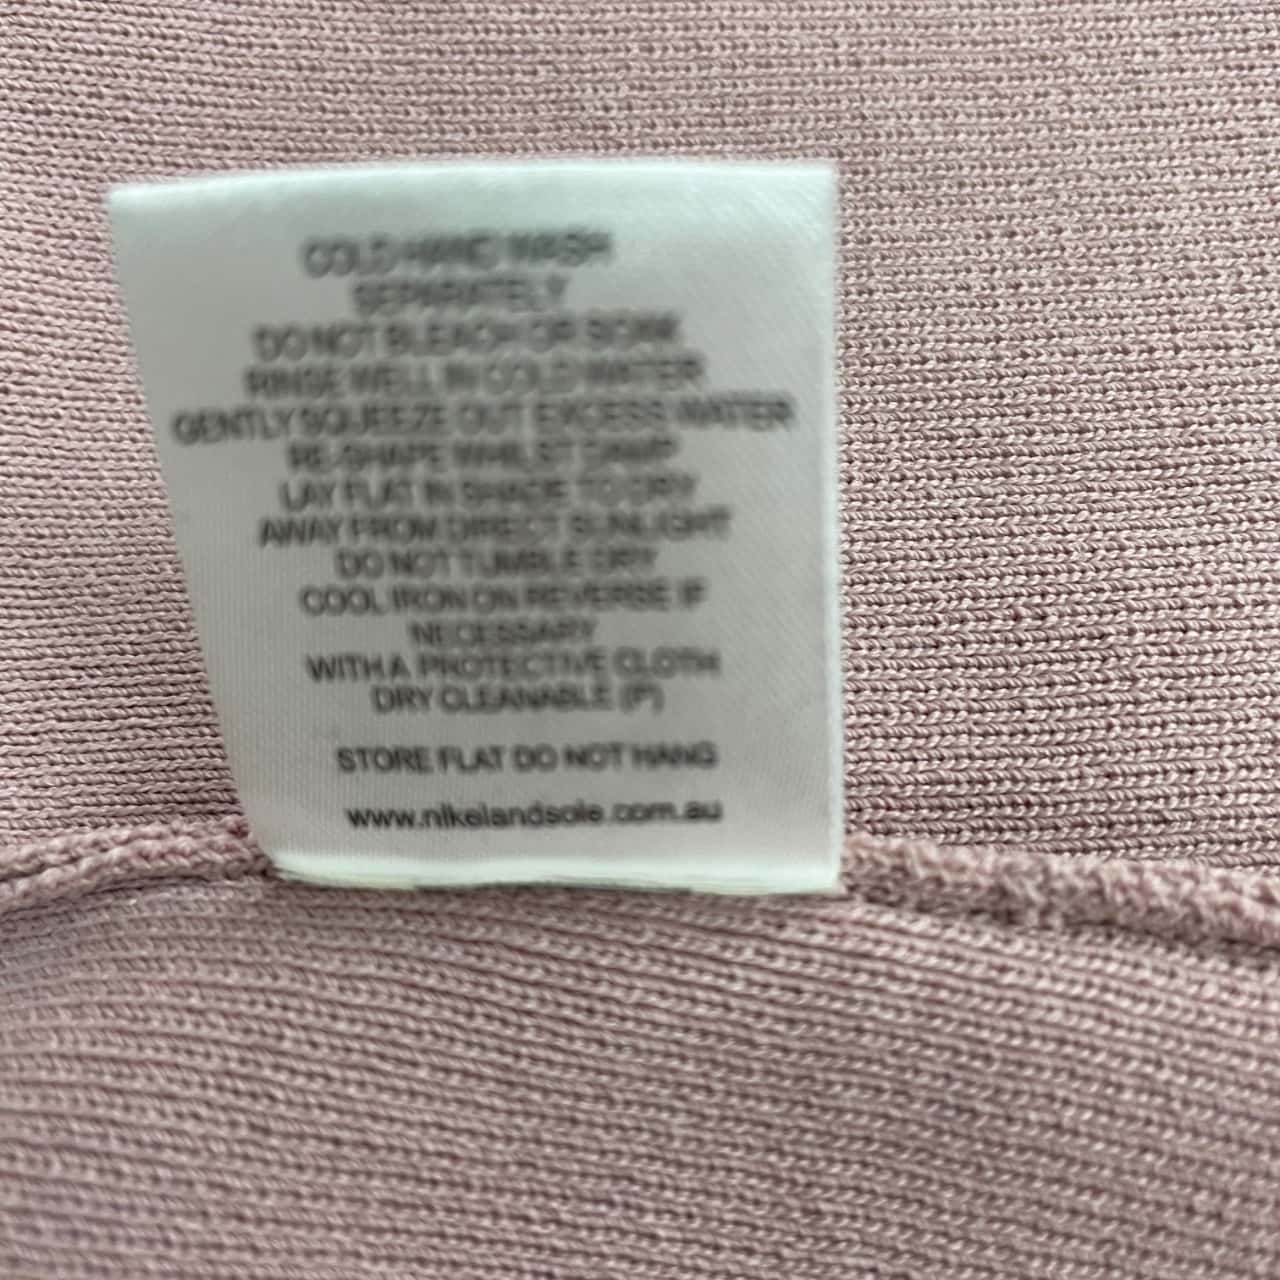 COLD HAND WASH
SEPARATELY
DO NOT BLEACH OR SOAK
RINSE WELL IN COLD WATER
GENTLY SQUEEZE OUT EXCESS WATER
RE-SHAPE WHILST DAMP
LAY FLAT IN SHADE TO DRY
AWAY FROM DIRECT SUNLIGHT
DO NOT TUMBLE DRY
COOL IRON ON REVERSE IF
NECESSARY
WITH A PROTECTIVE CLOTH
DRY CLEANABLE (P)
STORE FLAT DO NOT HANG
www.nikelandsole.com.au